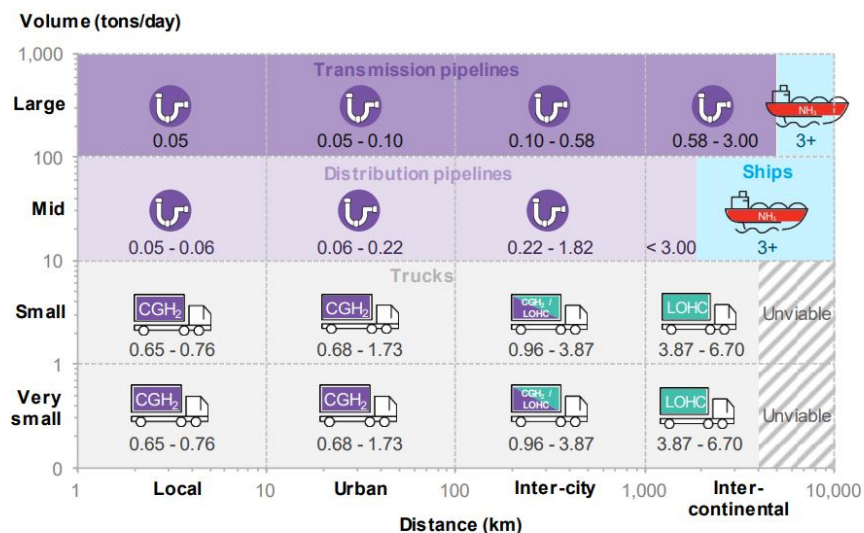 Volume (tons/day)
1,000
Transmission pipelines
Large
NH₃
0.05
0.05 - 0.10
0.10 - 0.58
0.58 - 3.00
3+
100
Distribution pipelines
Ships
Mid
NH₃
0.05 - 0.06
0.06 - 0.22
0.22 - 1.82
< 3.00
3+
10
Trucks
Small
CGH₂
CGH₂
CGH₂ /
LOHC
LOHC
Unviable
0.65 - 0.76
0.68 - 1.73
0.96 - 3.87
3.87 - 6.70
1
Very
small
CGH₂
CGH₂
CGH₂ /
LOHC
LOHC
Unviable
0.65 - 0.76
0.68 - 1.73
0.96 - 3.87
3.87 - 6.70
0
1
Local
10
Urban
100
Inter-city
1,000
Inter-
continental
10,000
Distance (km)